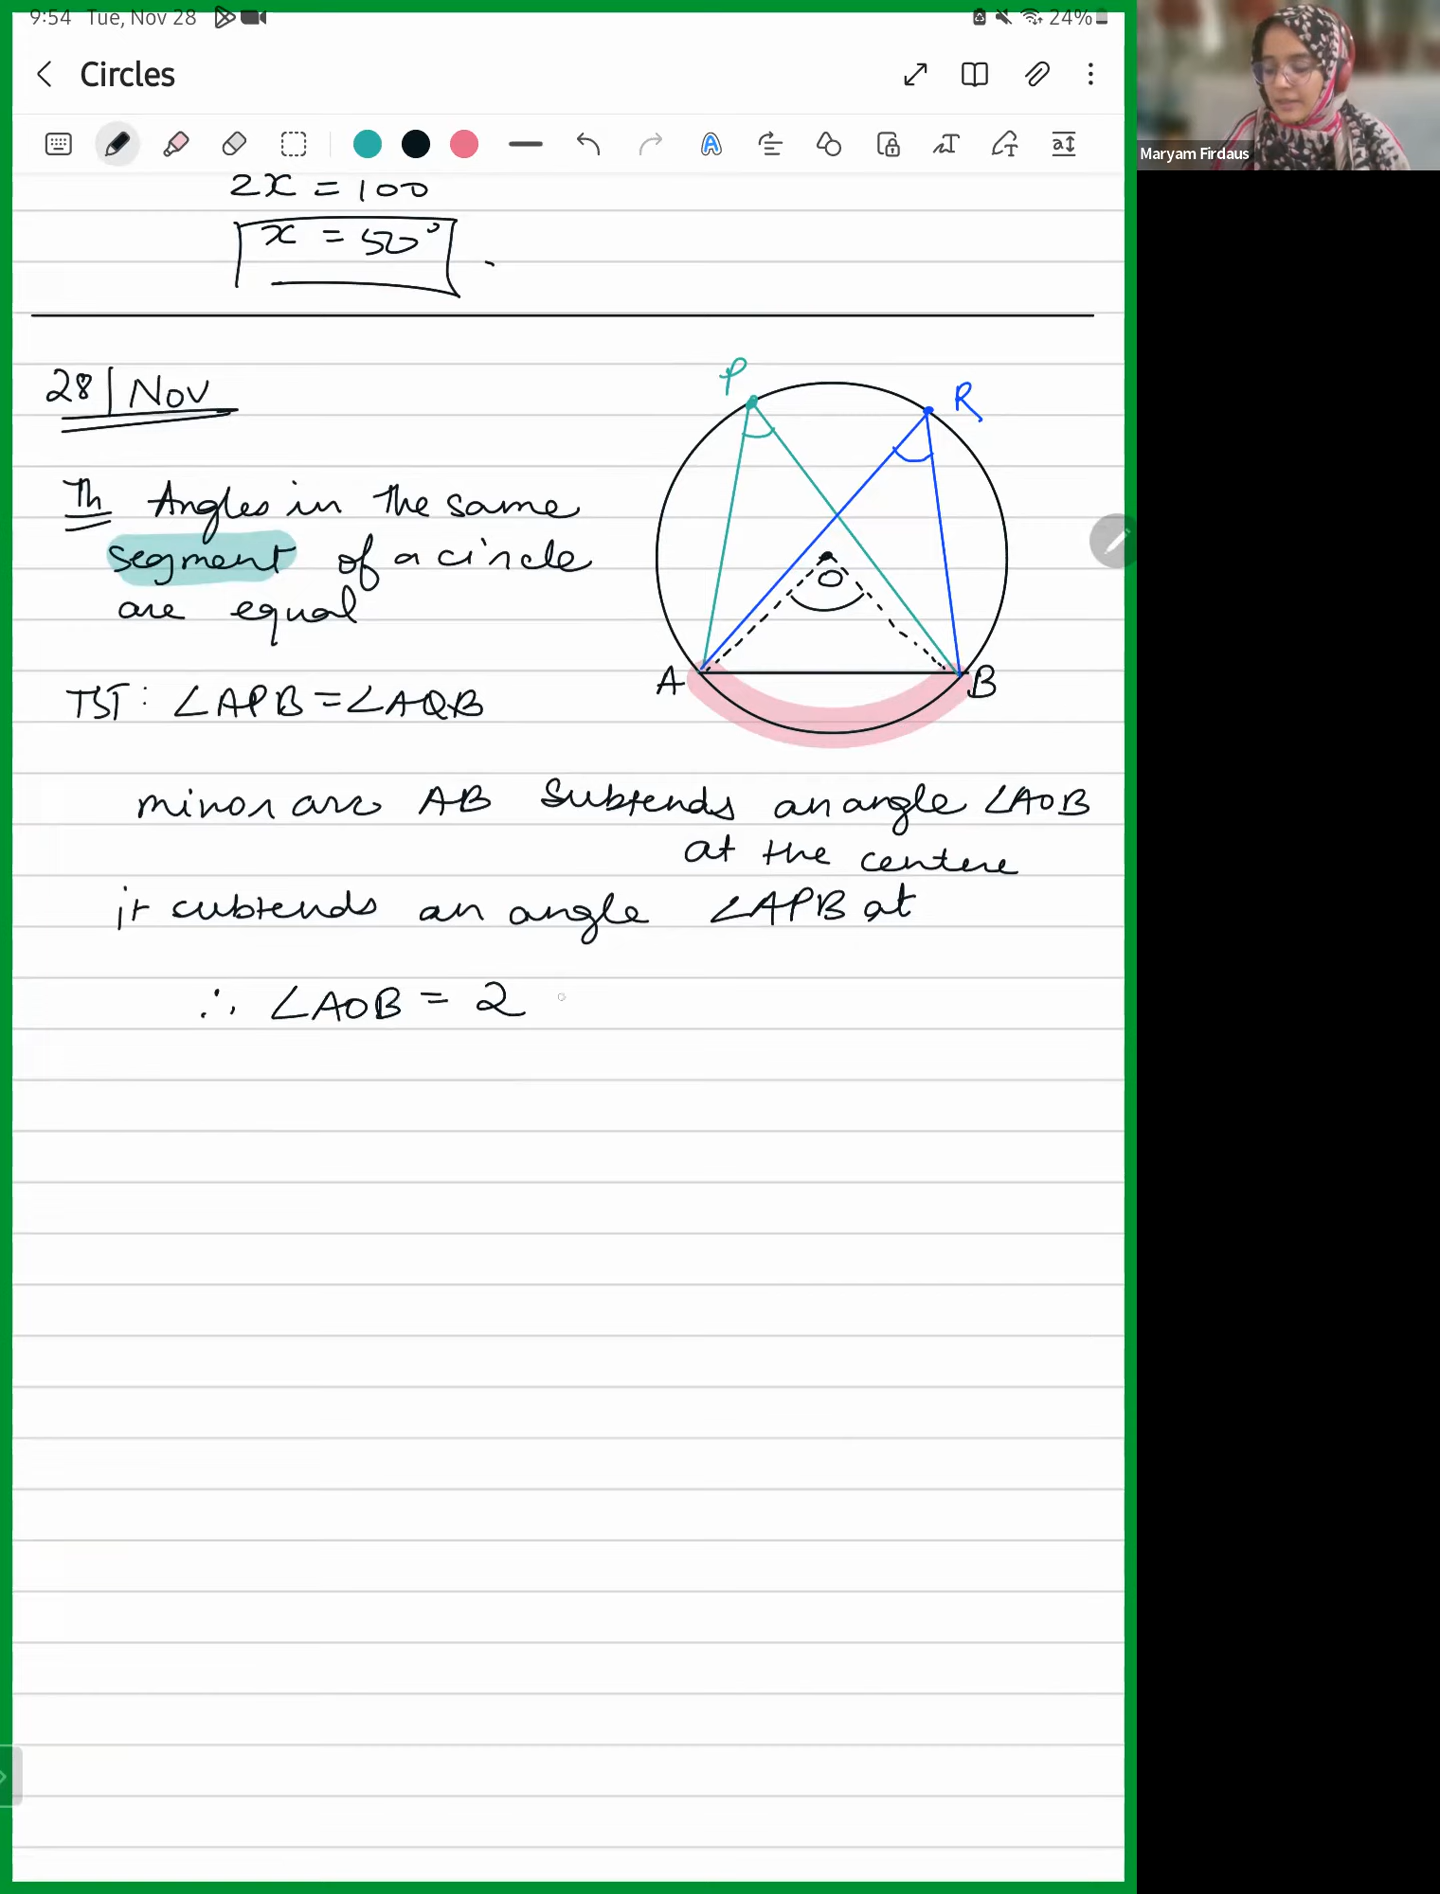 9:54 Tue, Nov 28
24%
Circles
Maryam Firdaus
2x = 100
x = 50°
28 | Nov
Th Angles in the same
segment of a circle
are equal
TST : ∠APB = ∠AQB
P
R
O
A
B
minor arc AB subtends an angle ∠AOB
at the centere
it subtends an angle ∠APB at
∴ ∠AOB = 2